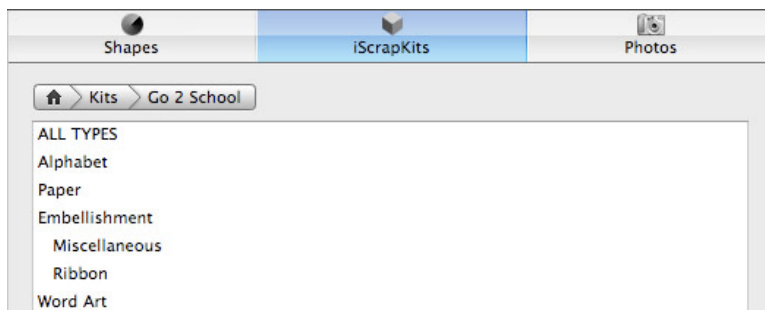 Shapes iScrapKits Photos
Kits Go 2 School
ALL TYPES
Alphabet
Paper
Embellishment
Miscellaneous
Ribbon
Word Art